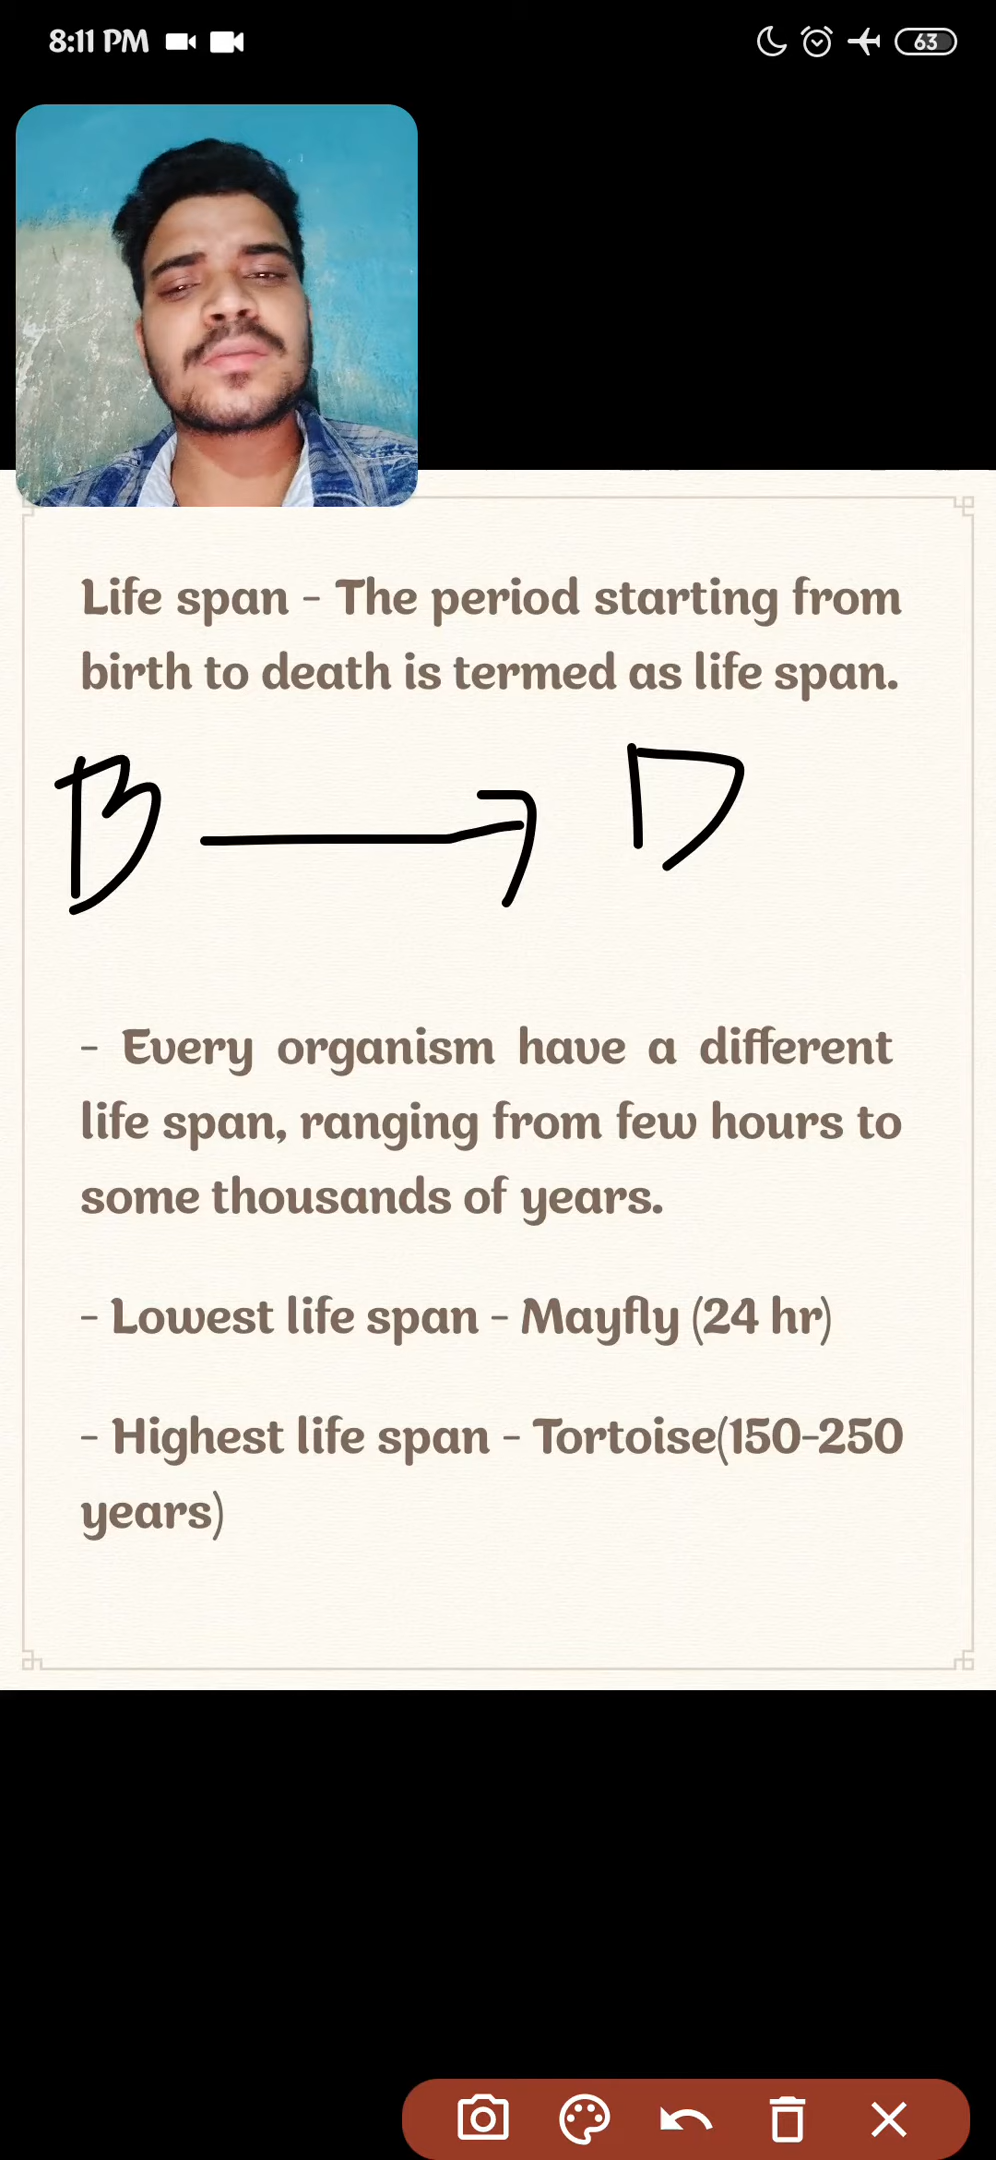 8:11 PM
63
Life span - The period starting from
birth to death is termed as life span.
B → D
- Every organism have a different
life span, ranging from few hours to
some thousands of years.
- Lowest life span - Mayfly (24 hr)
- Highest life span - Tortoise(150-250
years)